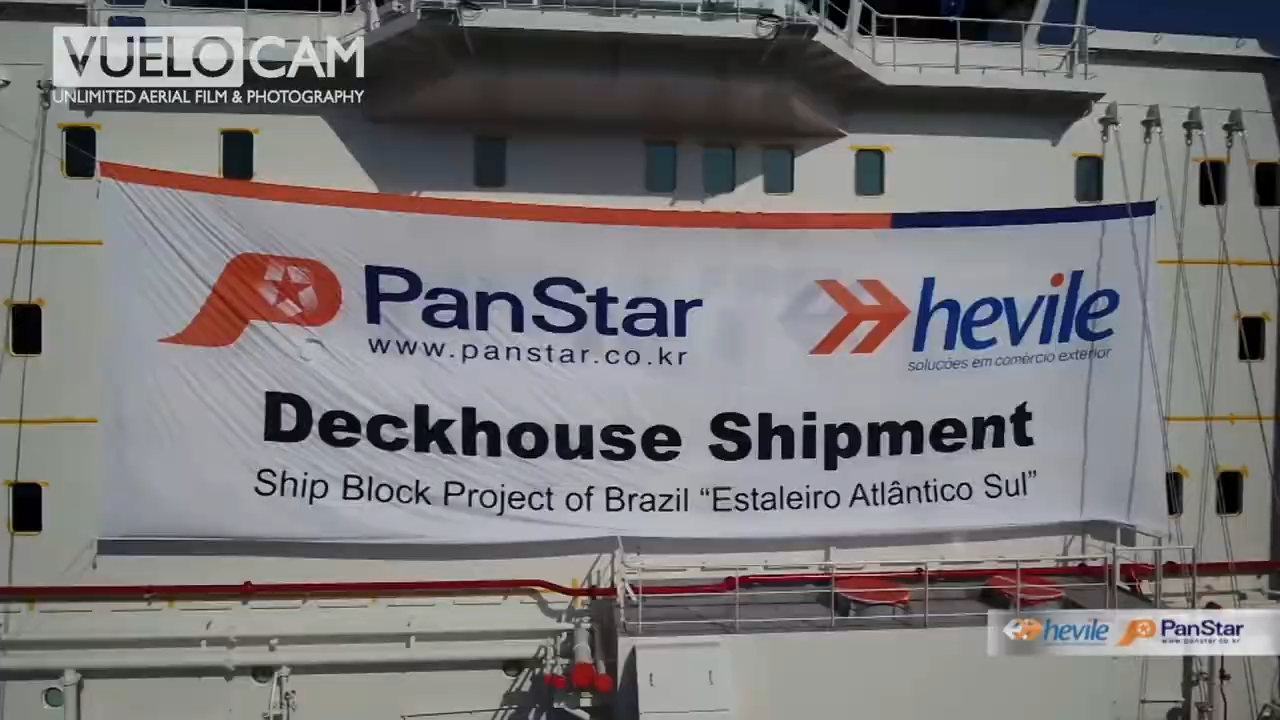 VUELO CAM
UNLIMITED AERIAL FILM & PHOTOGRAPHY
PanStar
www.panstar.co.kr
hevile
soluções em comércio exterior
Deckhouse Shipment
Ship Block Project of Brazil “Estaleiro Atlântico Sul”
hevile PanStar
www.panstar.co.kr